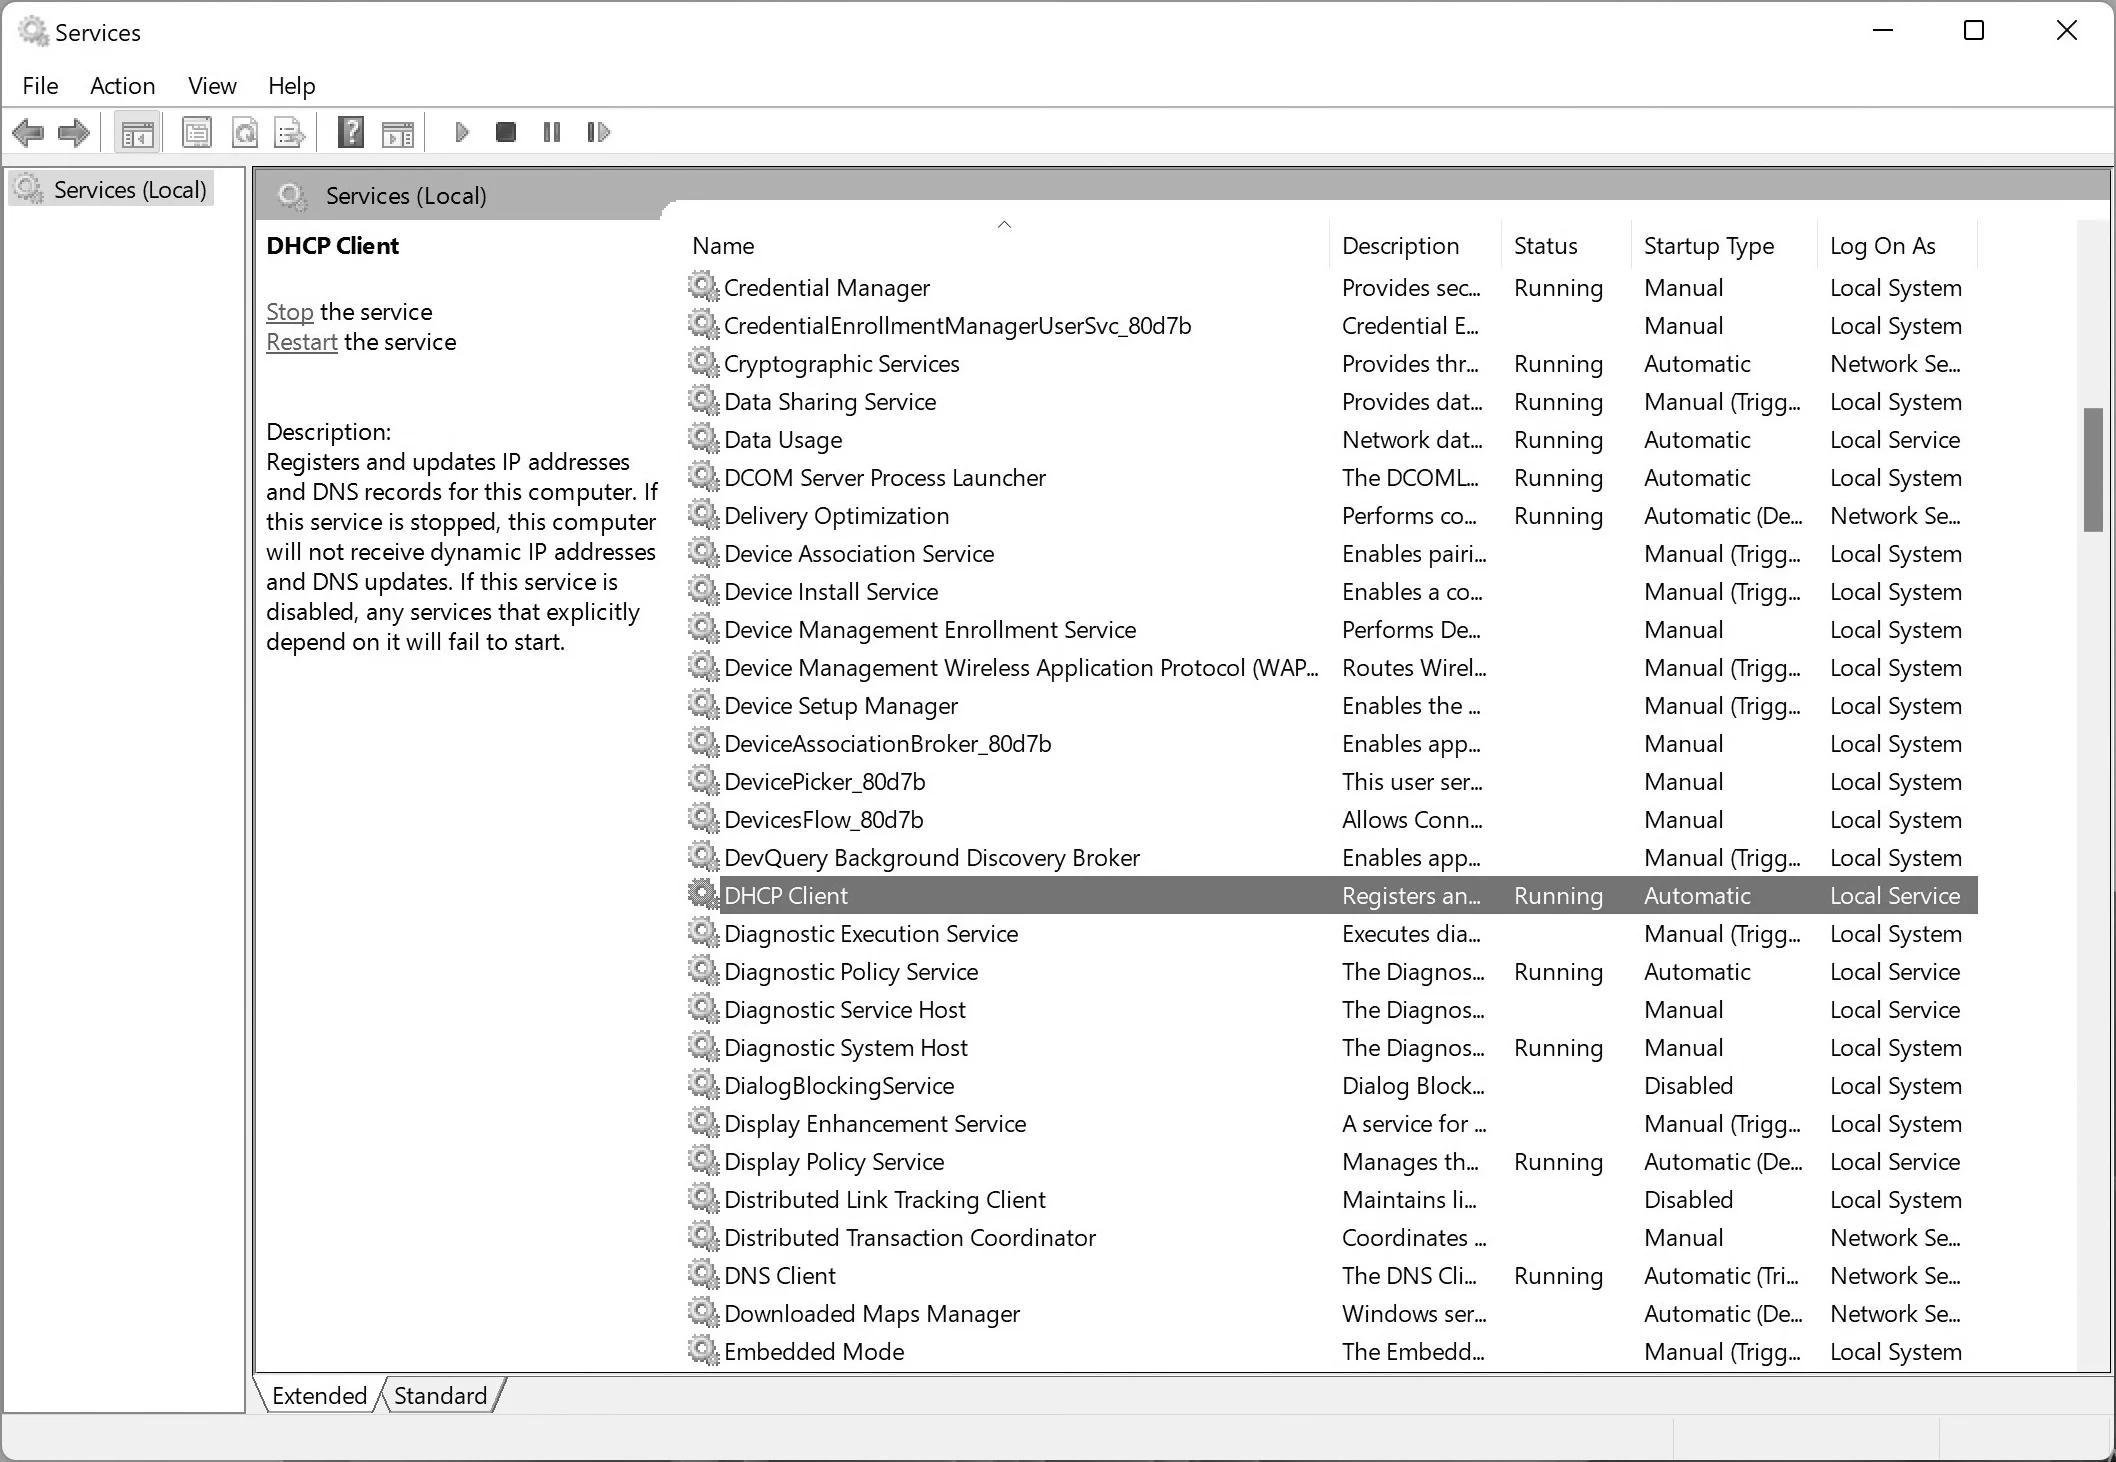 Services
File Action View Help
Services (Local)
Services (Local)
DHCP Client
Stop the service
Restart the service
Description:
Registers and updates IP addresses
and DNS records for this computer. If
this service is stopped, this computer
will not receive dynamic IP addresses
and DNS updates. If this service is
disabled, any services that explicitly
depend on it will fail to start.
Name Description Status Startup Type Log On As
Credential Manager Provides sec... Running Manual Local System
CredentialEnrollmentManagerUserSvc_80d7b Credential E... Manual Local System
Cryptographic Services Provides thr... Running Automatic Network Se...
Data Sharing Service Provides dat... Running Manual (Trigg... Local System
Data Usage Network dat... Running Automatic Local Service
DCOM Server Process Launcher The DCOML... Running Automatic Local System
Delivery Optimization Performs co... Running Automatic (De... Network Se...
Device Association Service Enables pairi... Manual (Trigg... Local System
Device Install Service Enables a co... Manual (Trigg... Local System
Device Management Enrollment Service Performs De... Manual Local System
Device Management Wireless Application Protocol (WAP... Routes Wirel... Manual (Trigg... Local System
Device Setup Manager Enables the ... Manual (Trigg... Local System
DeviceAssociationBroker_80d7b Enables app... Manual Local System
DevicePicker_80d7b This user ser... Manual Local System
DevicesFlow_80d7b Allows Conn... Manual Local System
DevQuery Background Discovery Broker Enables app... Manual (Trigg... Local System
DHCP Client Registers an... Running Automatic Local Service
Diagnostic Execution Service Executes dia... Manual (Trigg... Local System
Diagnostic Policy Service The Diagnos... Running Automatic Local Service
Diagnostic Service Host The Diagnos... Manual Local Service
Diagnostic System Host The Diagnos... Running Manual Local System
DialogBlockingService Dialog Block... Disabled Local System
Display Enhancement Service A service for ... Manual (Trigg... Local System
Display Policy Service Manages th... Running Automatic (De... Local Service
Distributed Link Tracking Client Maintains li... Disabled Local System
Distributed Transaction Coordinator Coordinates ... Manual Network Se...
DNS Client The DNS Cli... Running Automatic (Tri... Network Se...
Downloaded Maps Manager Windows ser... Automatic (De... Network Se...
Embedded Mode The Embedd... Manual (Trigg... Local System
Extended Standard